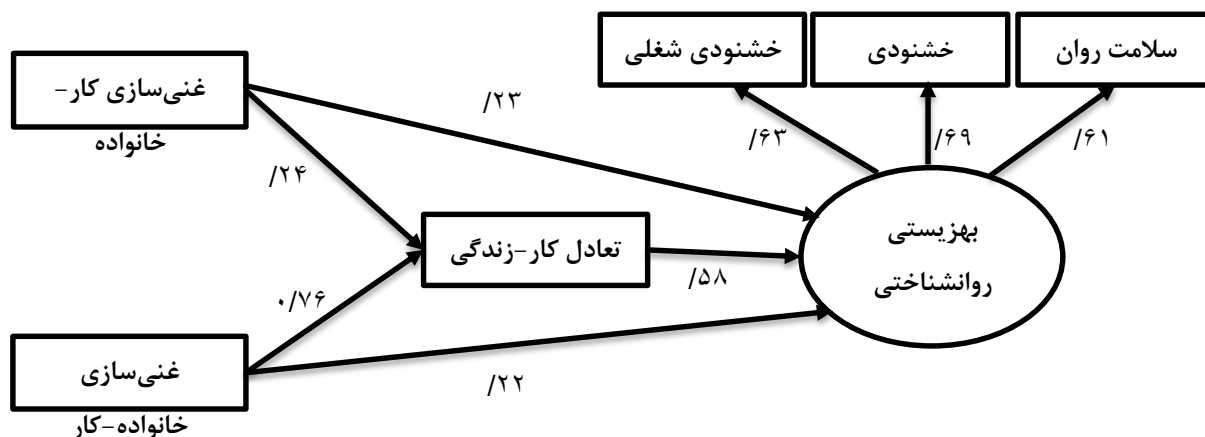 سلامت روان
خشنودی
خشنودی شغلی
غنی‌سازی کار-
خانواده
/۲۳
/۶۱
/۶۹
/۶۳
/۲۴
تعادل کار-زندگی
بهزیستی
روانشناختی
/۵۸
۰/۷۶
غنی‌سازی
خانواده-کار
/۲۲